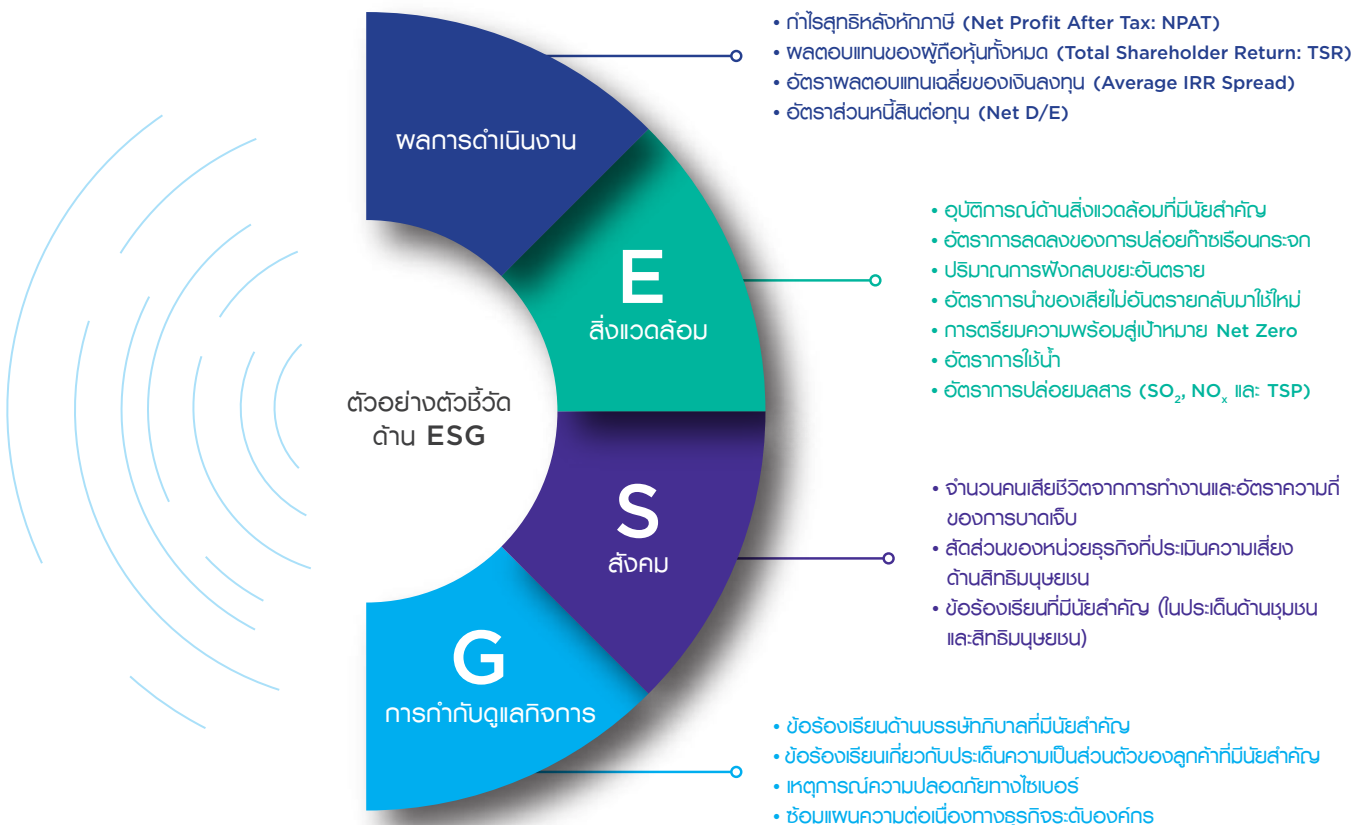 • กำไรสุทธิหลังหักภาษี (Net Profit After Tax: NPAT)
• ผลตอบแทนของผู้ถือหุ้นทั้งหมด (Total Shareholder Return: TSR)
• อัตราผลตอบแทนเฉลี่ยของเงินลงทุน (Average IRR Spread)
• อัตราส่วนหนี้สินต่อทุน (Net D/E)
ผลการดำเนินงาน
• อุบัติการณ์ด้านสิ่งแวดล้อมที่มีนัยสำคัญ
• อัตราการลดลงของการปล่อยก๊าซเรือนกระจก
• ปริมาณการฝังกลบขยะอันตราย
• อัตราการนำของเสียไม่อันตรายกลับมาใช้ใหม่
• การตรียมความพร้อมสู่เป้าหมาย Net Zero
• อัตราการใช้น้ำ
• อัตราการปล่อยมลสาร (SO₂, NOₓ และ TSP)
E
สิ่งแวดล้อม
ตัวอย่างตัวชี้วัด
ด้าน ESG
• จำนวนคนเสียชีวิตจากการทำงานและอัตราความถี่
ของการบาดเจ็บ
• สัดส่วนของหน่วยธุรกิจที่ประเมินความเสี่ยง
ด้านสิทธิมนุษยชน
• ข้อร้องเรียนที่มีนัยสำคัญ (ในประเด็นด้านชุมชน
และสิทธิมนุษยชน)
S
สังคม
G
การกำกับดูแลกิจการ
• ข้อร้องเรียนด้านบรรษัทภิบาลที่มีนัยสำคัญ
• ข้อร้องเรียนเกี่ยวกับประเด็นความเป็นส่วนตัวของลูกค้าที่มีนัยสำคัญ
• เหตุการณ์ความปลอดภัยทางไซเบอร์
• ซ้อมแผนความต่อเนื่องทางธุรกิจระดับองค์กร